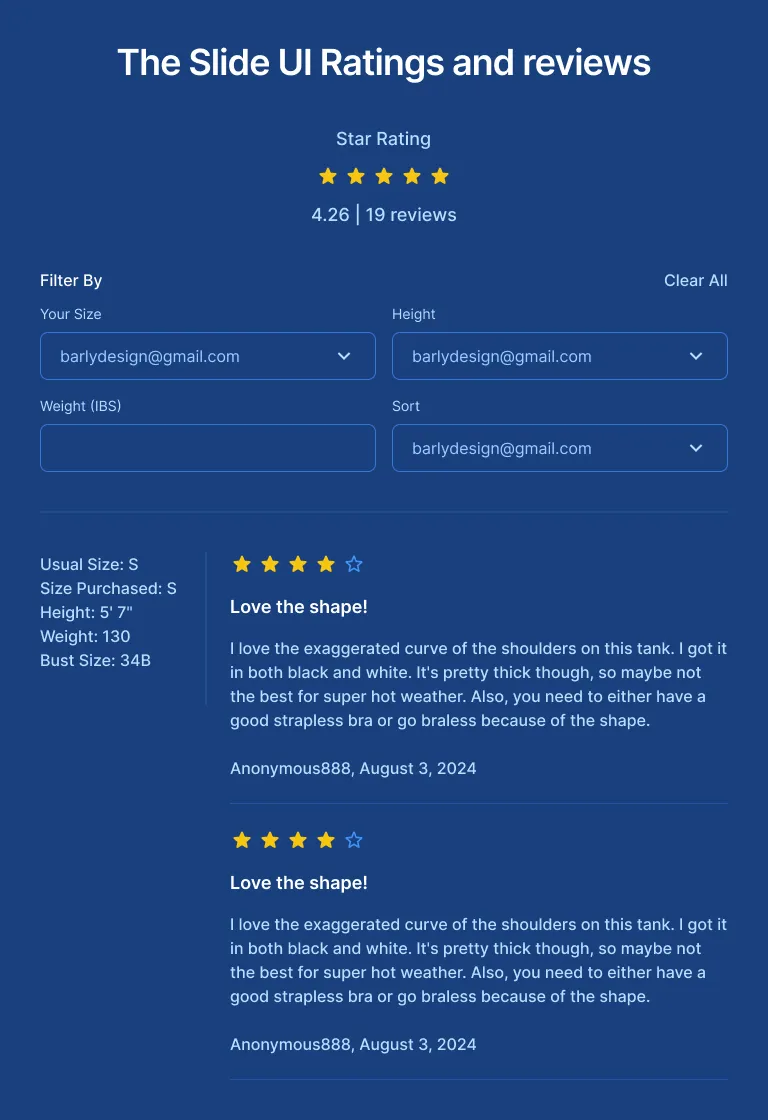 The Slide UI Ratings and reviews
Star Rating
4.26 | 19 reviews
Filter By
Clear All
Your Size
Height
barlydesign@gmail.com
barlydesign@gmail.com
Weight (IBS)
Sort
barlydesign@gmail.com
Usual Size: S
Size Purchased: S
Height: 5' 7"
Weight: 130
Bust Size: 34B
Love the shape!
I love the exaggerated curve of the shoulders on this tank. I got it
in both black and white. It's pretty thick though, so maybe not
the best for super hot weather. Also, you need to either have a
good strapless bra or go braless because of the shape.
Anonymous888, August 3, 2024
Love the shape!
I love the exaggerated curve of the shoulders on this tank. I got it
in both black and white. It's pretty thick though, so maybe not
the best for super hot weather. Also, you need to either have a
good strapless bra or go braless because of the shape.
Anonymous888, August 3, 2024